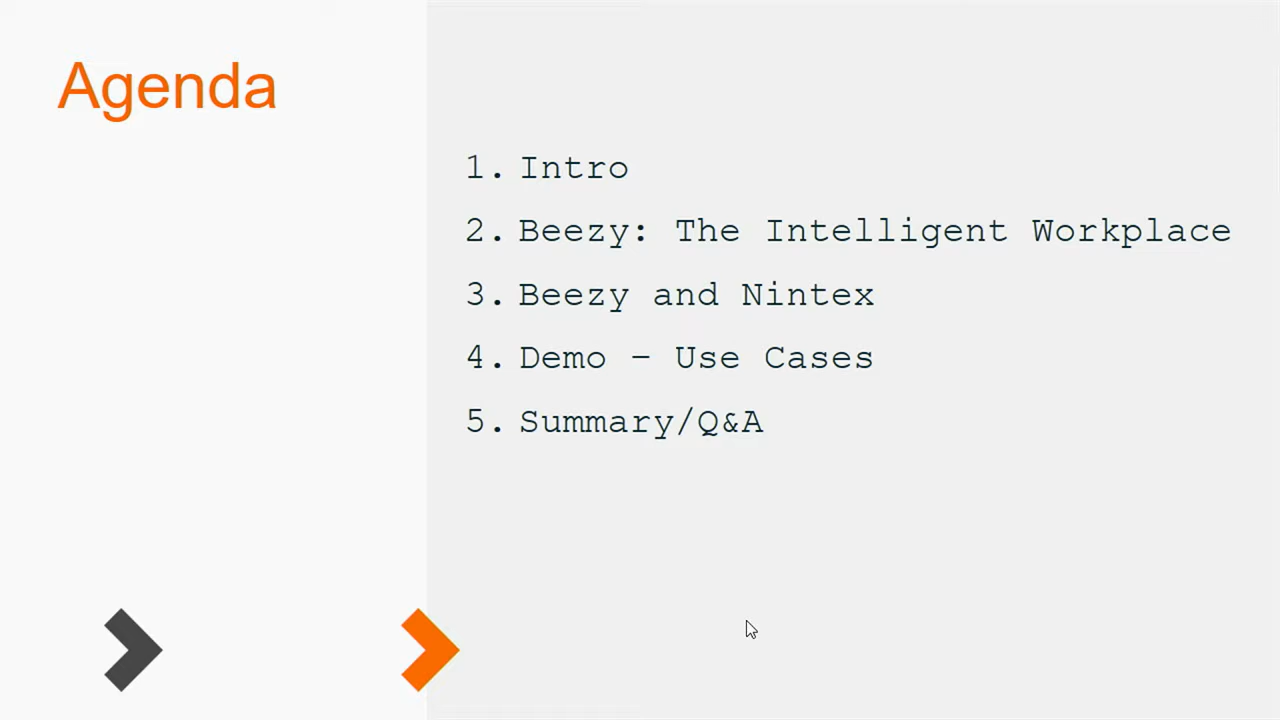 Agenda
1. Intro
2. Beezy: The Intelligent Workplace
3. Beezy and Nintex
4. Demo – Use Cases
5. Summary/Q&A